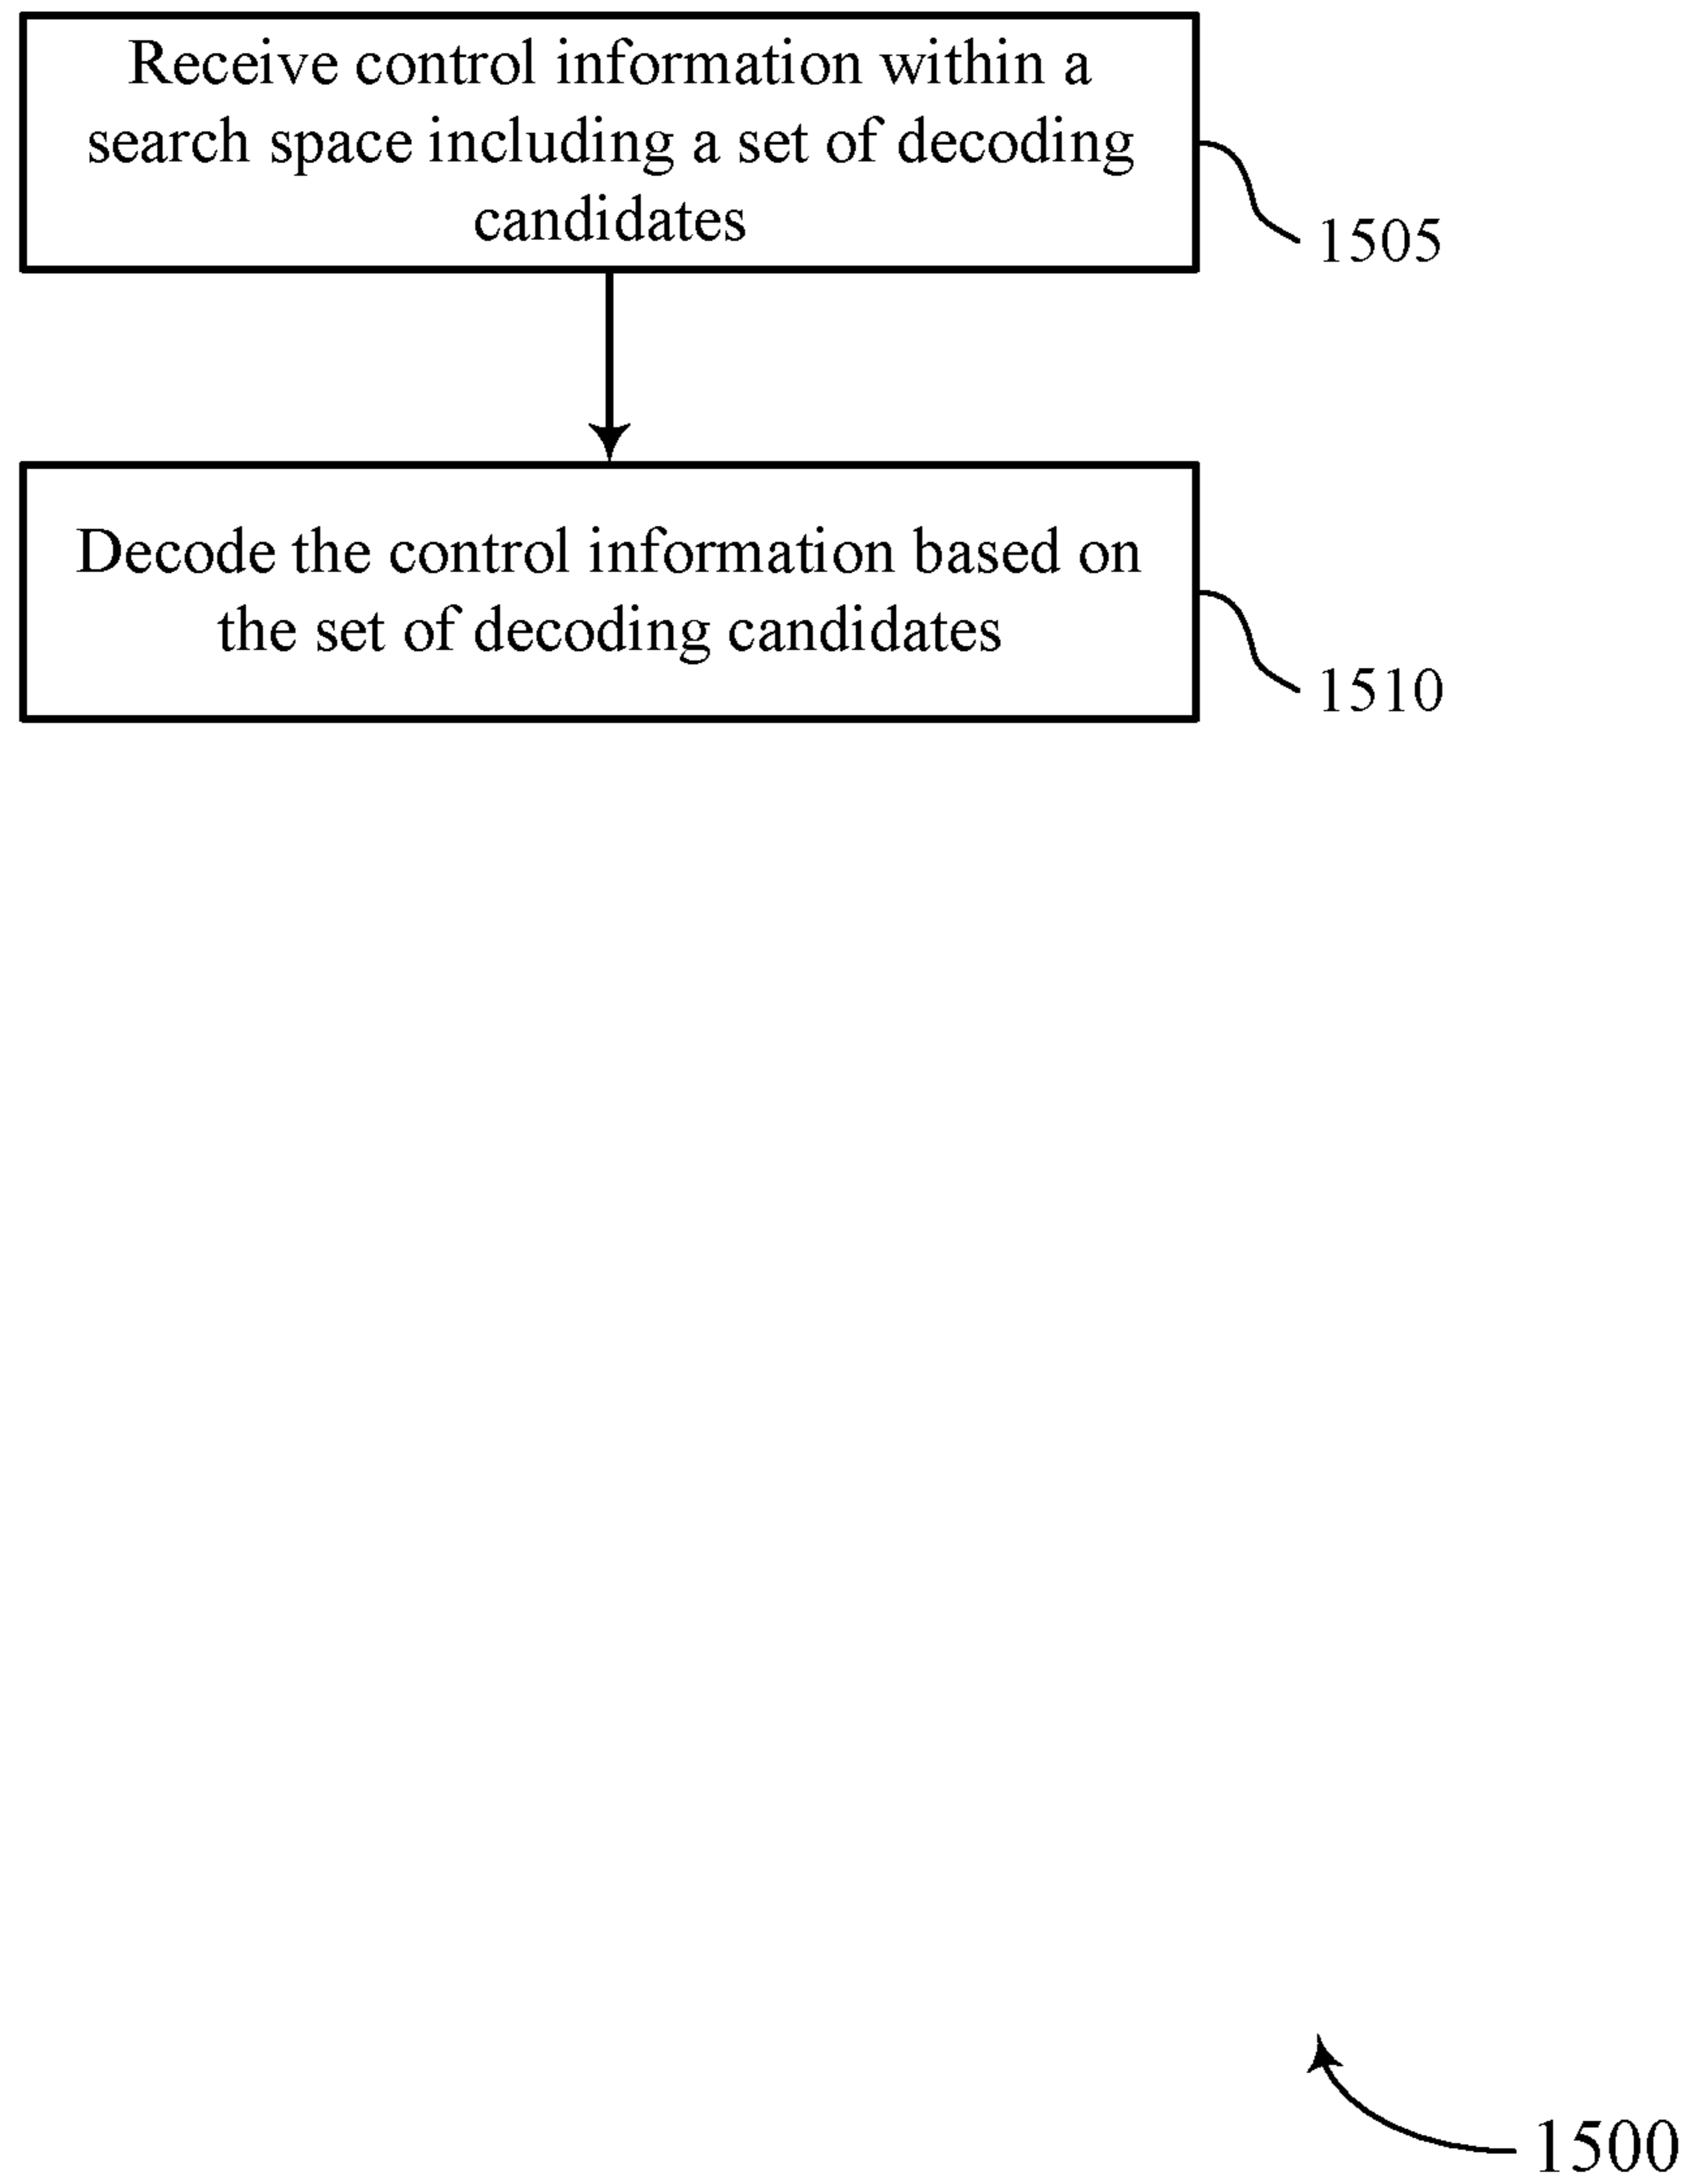 Receive control information within a
search space including a set of decoding
candidates
1505
Decode the control information based on
the set of decoding candidates
1510
1500